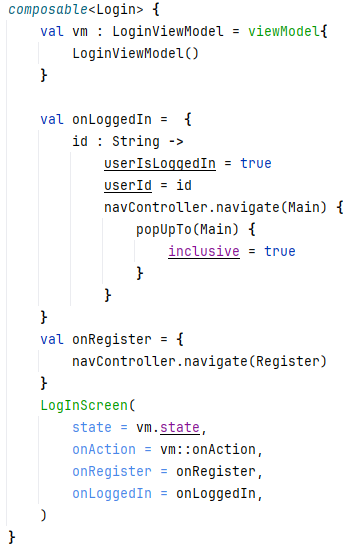 composable<Login> {
    val vm : LoginViewModel = viewModel{
        LoginViewModel()
    }

    val onLoggedIn =  {
        id : String ->
            userIsLoggedIn = true
            userId = id
            navController.navigate(Main) {
                popUpTo(Main) {
                    inclusive = true
                }
            }
    }
    val onRegister = {
        navController.navigate(Register)
    }
    LogInScreen(
        state = vm.state,
        onAction = vm::onAction,
        onRegister = onRegister,
        onLoggedIn = onLoggedIn,
    )
}